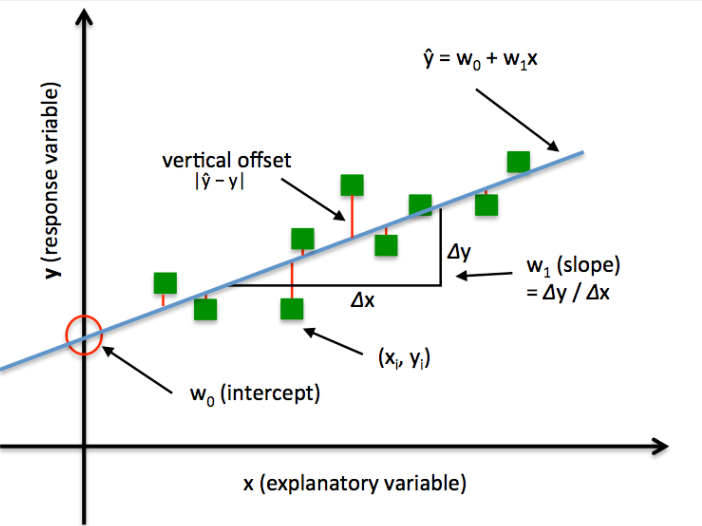 ŷ = w₀ + w₁x
y (response variable)
vertical offset
|ŷ – y|
Δy
w₁ (slope)
= Δy / Δx
Δx
(xᵢ, yᵢ)
w₀ (intercept)
x (explanatory variable)